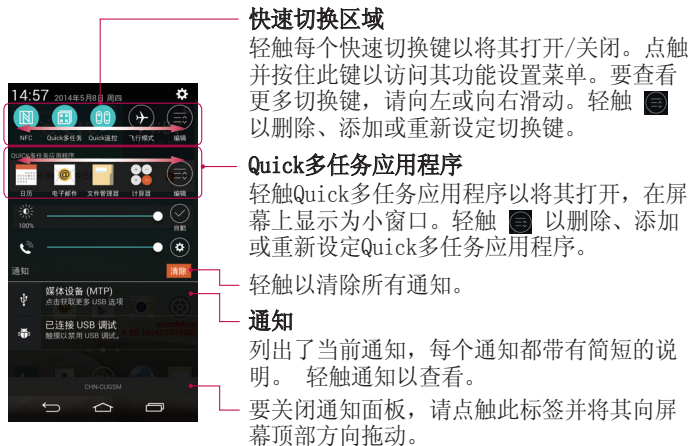 快速切换区域
轻触每个快速切换键以将其打开/关闭。点触
并按住此键以访问其功能设置菜单。要查看
更多切换键，请向左或向右滑动。轻触
以删除、添加或重新设定切换键。
Quick多任务应用程序
轻触Quick多任务应用程序以将其打开，在屏
幕上显示为小窗口。轻触 以删除、添加
或重新设定Quick多任务应用程序。
轻触以清除所有通知。
通知
列出了当前通知，每个通知都带有简短的说
明。 轻触通知以查看。
要关闭通知面板，请点触此标签并将其向屏
幕顶部方向拖动。
14:57 2014年5月8日 周四
NFC Quick多任务 Quick遥控 飞行模式 编辑
QUICK多任务应用程序
日历 电子邮件 文件管理器 计算器 编辑
100% 自動
通知 清除
媒体设备 (MTP)
点击获取更多 USB 选项
已连接 USB 调试
触摸以禁用 USB 调试。
CHN-CUGSM